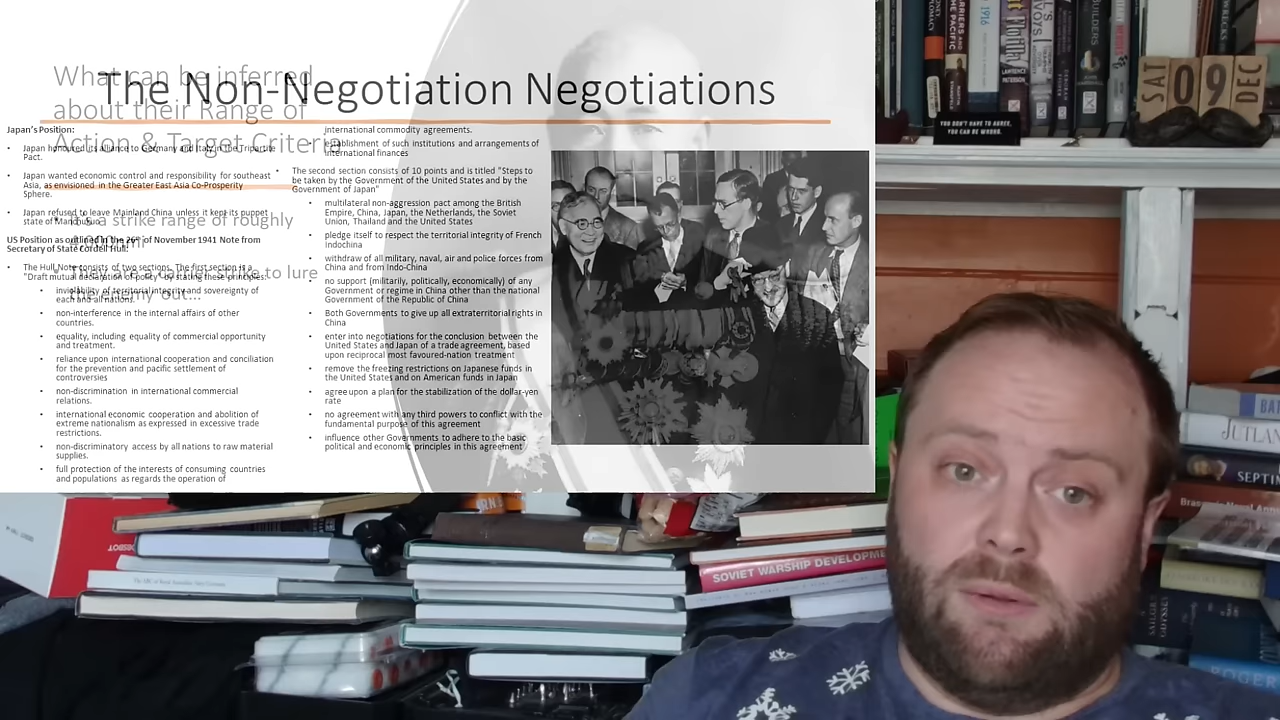 The Non-Negotiation Negotiations
What can be inferred
about their Range of
Action & Target Criteria
Japan's Position:
Japan honoured its alliance to Germany and Italy in the Tripartite
Pact.
Japan wanted economic control and responsibility for southeast
Asia, as envisioned in the Greater East Asia Co-Prosperity
Sphere.
Japan refused to leave Mainland China unless it kept its puppet
state of
strike range of roughly
US Position as outlined in the 26th of November 1941 Note from
Secretary of State Cordell Hull:
The Hull Note consists of two sections. The first section is a
"Draft mutual declaration of policy" by stating these principles:
to lure
out...
inviolability of territorial integrity and sovereignty of
each and all nations.
non-interference in the internal affairs of other
countries.
equality, including equality of commercial opportunity
and treatment.
reliance upon international cooperation and conciliation
for the prevention and pacific settlement of
controversies
non-discrimination in international commercial
relations.
international economic cooperation and abolition of
extreme nationalism as expressed in excessive trade
restrictions.
non-discriminatory access by all nations to raw material
supplies.
full protection of the interests of consuming countries
and populations as regards the operation of
international commodity agreements.
establishment of such institutions and arrangements of
international finances
The second section consists of 10 points and is titled "Steps to
be taken by the Government of the United States and by the
Government of Japan"
multilateral non-aggression pact among the British
Empire, China, Japan, the Netherlands, the Soviet
Union, Thailand and the United States
pledge itself to respect the territorial integrity of French
Indochina
withdraw of all military, naval, air and police forces from
China and from Indo-China
no support (militarily, politically, economically) of any
Government or regime in China other than the national
Government of the Republic of China
Both Governments to give up all extraterritorial rights in
China
enter into negotiations for the conclusion between the
United States and Japan of a trade agreement, based
upon reciprocal most favoured-nation treatment
remove the freezing restrictions on Japanese funds in
the United States and on American funds in Japan
agree upon a plan for the stabilization of the dollar-yen
rate
no agreement with any third powers to conflict with the
fundamental purpose of this agreement
influence other Governments to adhere to the basic
political and economic principles in this agreement
1916
SAT
09
DEC
YOU DON'T HAVE TO AGREE,
YOU CAN BE WRONG.
SOVIET WARSHIP DEVELOPME
JUTLAN
SEPTIN
ROGER